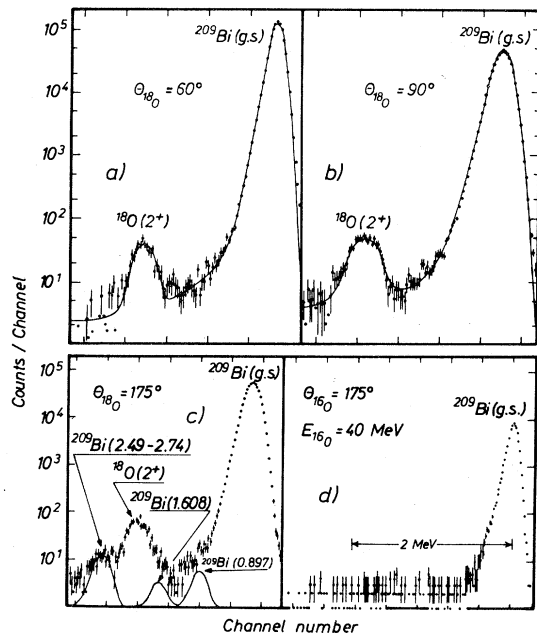 Counts / Channel
10⁵
10⁴
10³
10²
10¹
²⁰⁹Bi(g.s)
Θ₁₈O = 60°
a)
¹⁸O(2⁺)
²⁰⁹Bi(g.s)
Θ₁₈O = 90°
b)
¹⁸O(2⁺)
10⁵
10⁴
10³
10²
10¹
Θ₁₈O = 175°
²⁰⁹Bi(g.s)
c)
²⁰⁹Bi(2.49-2.74)
¹⁸O(2⁺)
²⁰⁹Bi(1.608)
²⁰⁹Bi(0.897)
Θ₁₆O = 175°
²⁰⁹Bi(g.s.)
E₁₆O = 40 MeV
d)
2 MeV
Channel number